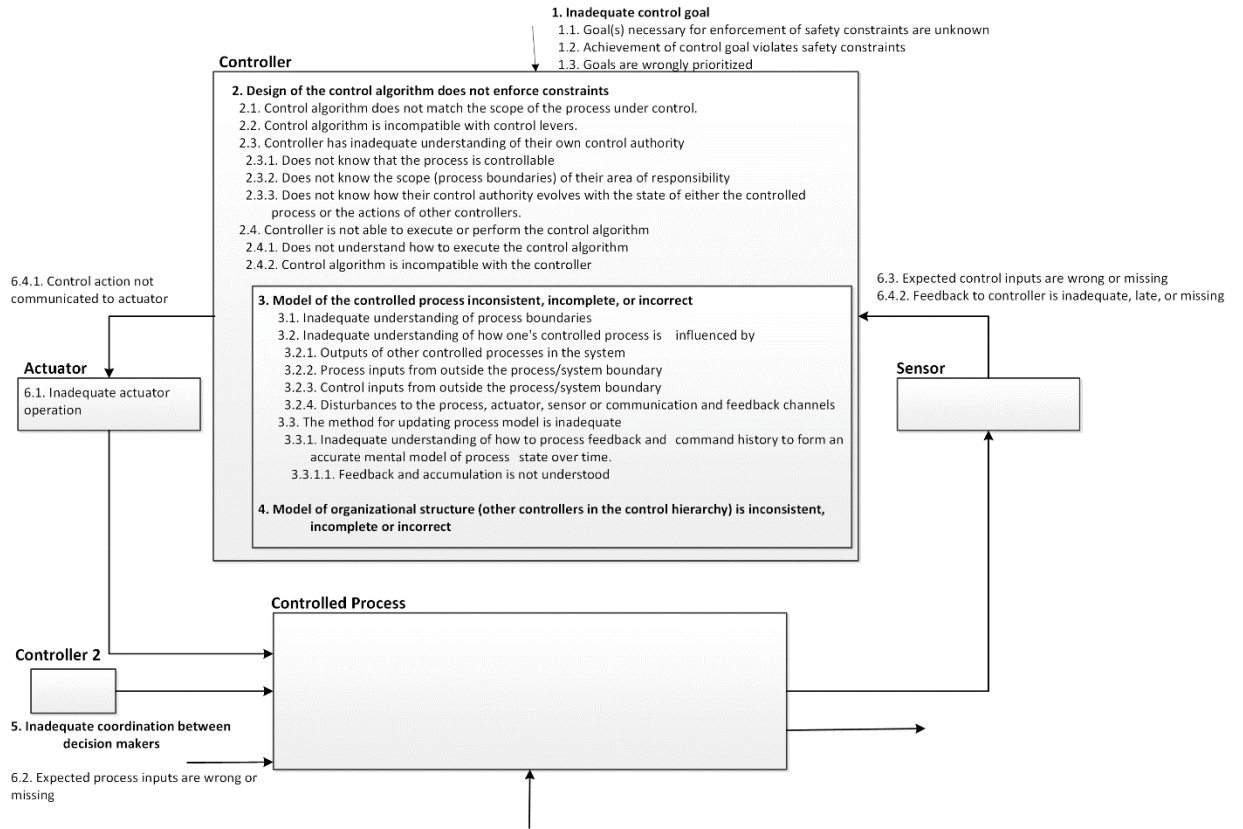 1. Inadequate control goal
1.1. Goal(s) necessary for enforcement of safety constraints are unknown
1.2. Achievement of control goal violates safety constraints
1.3. Goals are wrongly prioritized
Controller
2. Design of the control algorithm does not enforce constraints
2.1. Control algorithm does not match the scope of the process under control.
2.2. Control algorithm is incompatible with control levers.
2.3. Controller has inadequate understanding of their own control authority
2.3.1. Does not know that the process is controllable
2.3.2. Does not know the scope (process boundaries) of their area of responsibility
2.3.3. Does not know how their control authority evolves with the state of either the controlled
process or the actions of other controllers.
2.4. Controller is not able to execute or perform the control algorithm
2.4.1. Does not understand how to execute the control algorithm
2.4.2. Control algorithm is incompatible with the controller
6.4.1. Control action not
communicated to actuator
6.3. Expected control inputs are wrong or missing
6.4.2. Feedback to controller is inadequate, late, or missing
3. Model of the controlled process inconsistent, incomplete, or incorrect
3.1. Inadequate understanding of process boundaries
3.2. Inadequate understanding of how one's controlled process is influenced by
3.2.1. Outputs of other controlled processes in the system
3.2.2. Process inputs from outside the process/system boundary
3.2.3. Control inputs from outside the process/system boundary
3.2.4. Disturbances to the process, actuator, sensor or communication and feedback channels
3.3. The method for updating process model is inadequate
3.3.1. Inadequate understanding of how to process feedback and command history to form an
accurate mental model of process state over time.
3.3.1.1. Feedback and accumulation is not understood
4. Model of organizational structure (other controllers in the control hierarchy) is inconsistent,
incomplete or incorrect
Actuator
6.1. Inadequate actuator
operation
Sensor
Controlled Process
Controller 2
5. Inadequate coordination between
decision makers
6.2. Expected process inputs are wrong or
missing